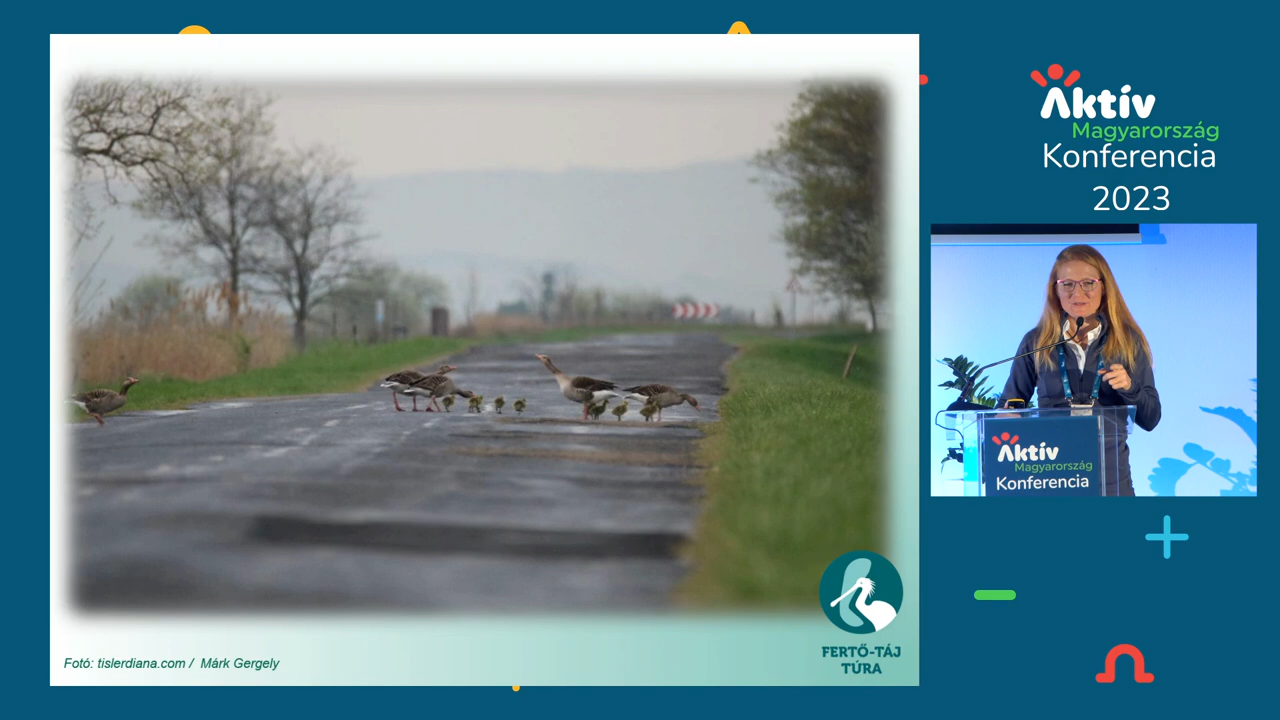 Fotó: tislerdiana.com / Márk Gergely
FERTŐ-TÁJ
TÚRA
Aktív
Magyarország
Konferencia
2023
Aktív
Magyarország
Konferencia